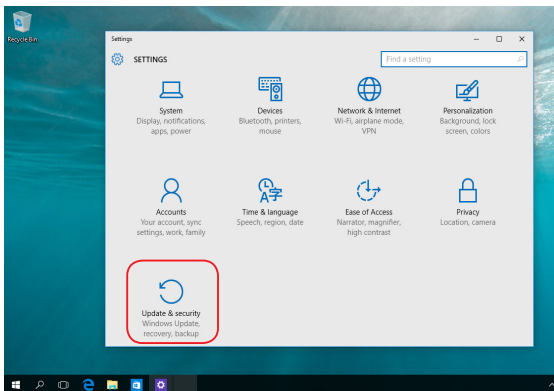 Recycle Bin
Settings
SETTINGS
Find a setting
System
Display, notifications,
apps, power
Devices
Bluetooth, printers,
mouse
Network & Internet
Wi-Fi, airplane mode,
VPN
Personalization
Background, lock
screen, colors
Accounts
Your account, sync
settings, work, family
Time & language
Speech, region, date
Ease of Access
Narrator, magnifier,
high contrast
Privacy
Location, camera
Update & security
Windows Update,
recovery, backup